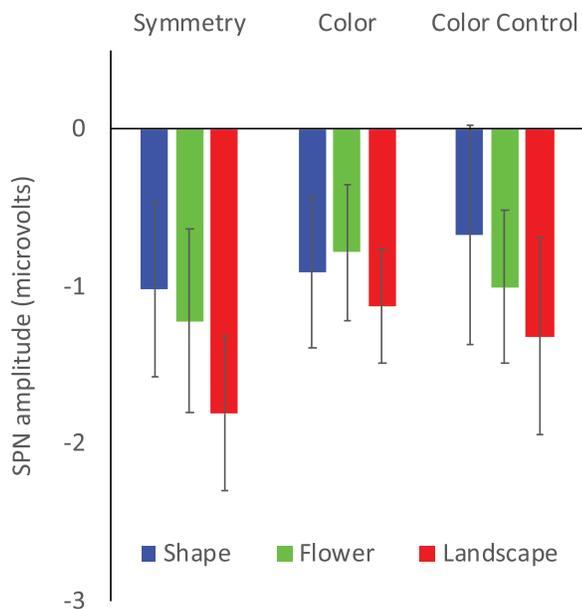 Symmetry Color Color Control
0
-1
-2
-3
SPN amplitude (microvolts)
Shape Flower Landscape